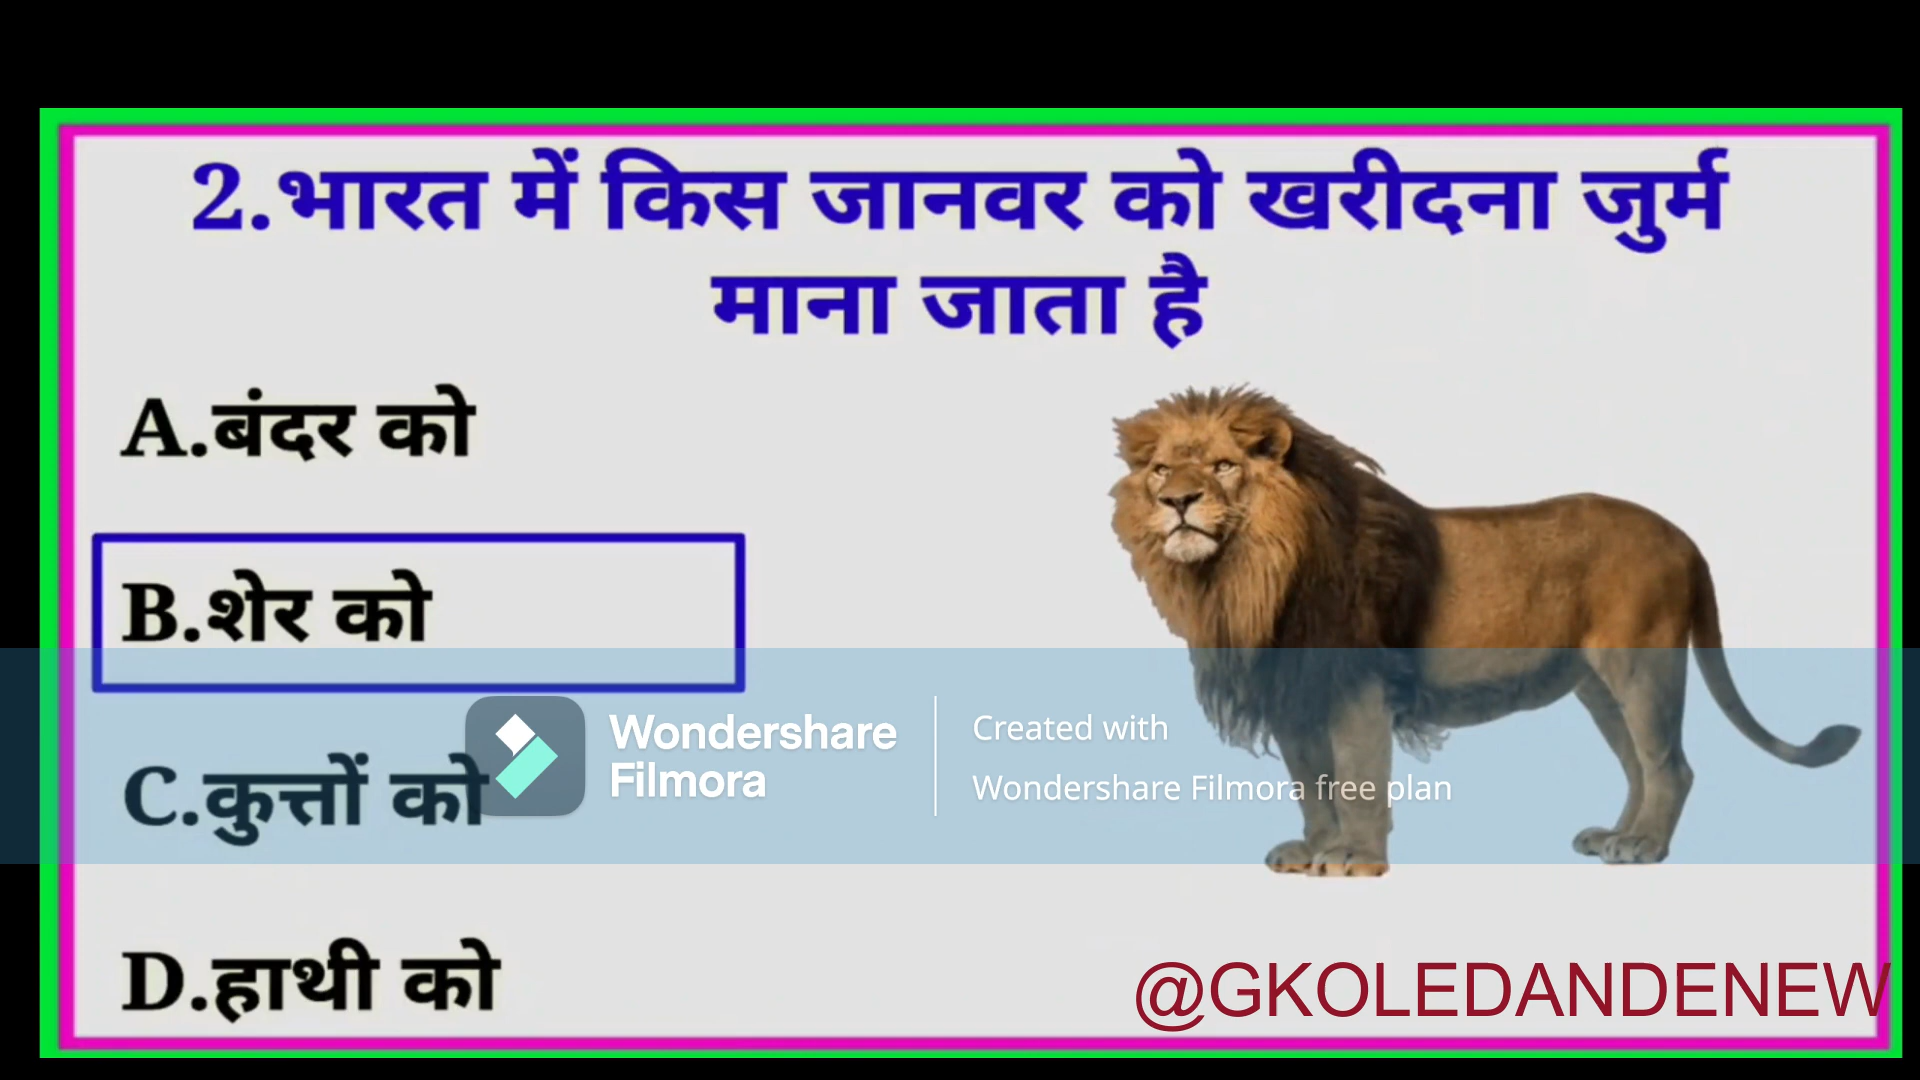 2.भारत में किस जानवर को खरीदना जुर्म
माना जाता है
A.बंदर को
B.शेर को
C.कुत्तों को
Wondershare
Filmora
Created with
Wondershare Filmora free plan
D.हाथी को
@GKOLEDANDENEW